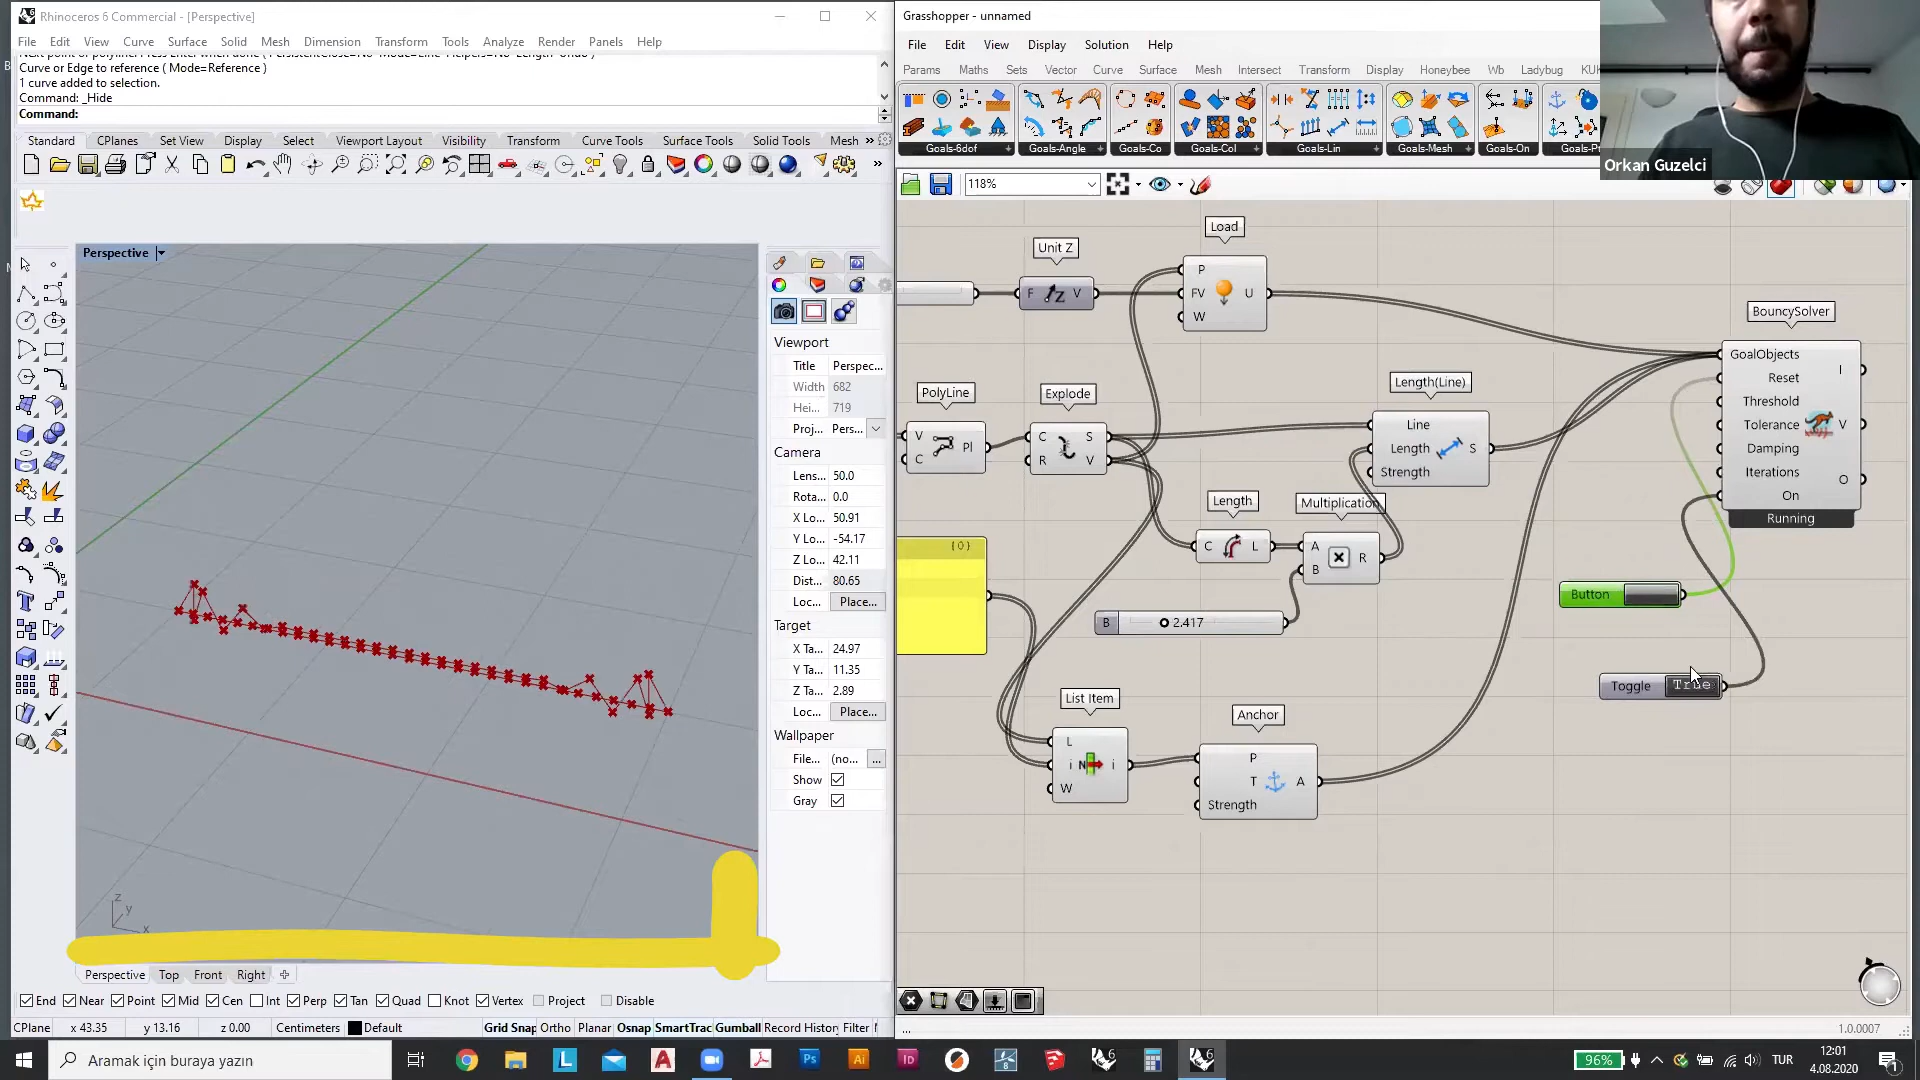 Rhinoceros 6 Commercial - [Perspective]
File Edit View Curve Surface Solid Mesh Dimension Transform Tools Analyze Render Panels Help
Curve or Edge to reference ( Mode=Reference )
1 curve added to selection.
Command: _Hide
Command:
Standard CPlanes Set View Display Select Viewport Layout Visibility Transform Curve Tools Surface Tools Solid Tools Mesh
Perspective
Viewport
Title Perspec...
Width 682
Hei... 719
Proj... Pers...
Camera
Lens... 50.0
Rota... 0.0
X Lo... 50.91
Y Lo... -54.17
Z Lo... 42.11
Dist... 80.65
Loc... Place...
Target
X Ta... 24.97
Y Ta... 11.35
Z Ta... 2.89
Loc... Place...
Wallpaper
File... (no... ...
Show
Gray
z
y
x
Perspective Top Front Right
End Near Point Mid Cen Int Perp Tan Quad Knot Vertex Project Disable
CPlane x 43.35 y 13.16 z 0.00 Centimeters Default Grid Snap Ortho Planar Osnap SmartTrac Gumball Record History Filter
Grasshopper - unnamed
File Edit View Display Solution Help
Params Maths Sets Vector Curve Surface Mesh Intersect Transform Display Honeybee Wb Ladybug KUK
Goals-6dof Goals-Angle Goals-Co Goals-Col Goals-Lin Goals-Mesh Goals-On Goals-Pt
118%
Orkan Guzelci
Load
P
FV U
W
Unit Z
F Z V
BouncySolver
GoalObjects
Reset
Threshold
Tolerance
Damping
Iterations
On
I
V
O
Running
PolyLine
V
C
Pl
Explode
C S
R V
Length(Line)
Line
Length S
Strength
Length
C L
Multiplication
A
B
R
{0}
B 2.417
Button
Toggle True
List Item
L
i N i
W
Anchor
P
T A
Strength
...
1.0.0007
Aramak için buraya yazın
96%
TUR
12:01
4.08.2020
1